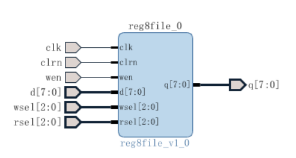 reg8file_0
clk
clk
clrn
clrn
wen
wen
d[7:0]
d[7:0]
q[7:0]
q[7:0]
wsel[2:0]
wsel[2:0]
rsel[2:0]
rsel[2:0]
reg8file_v1_0